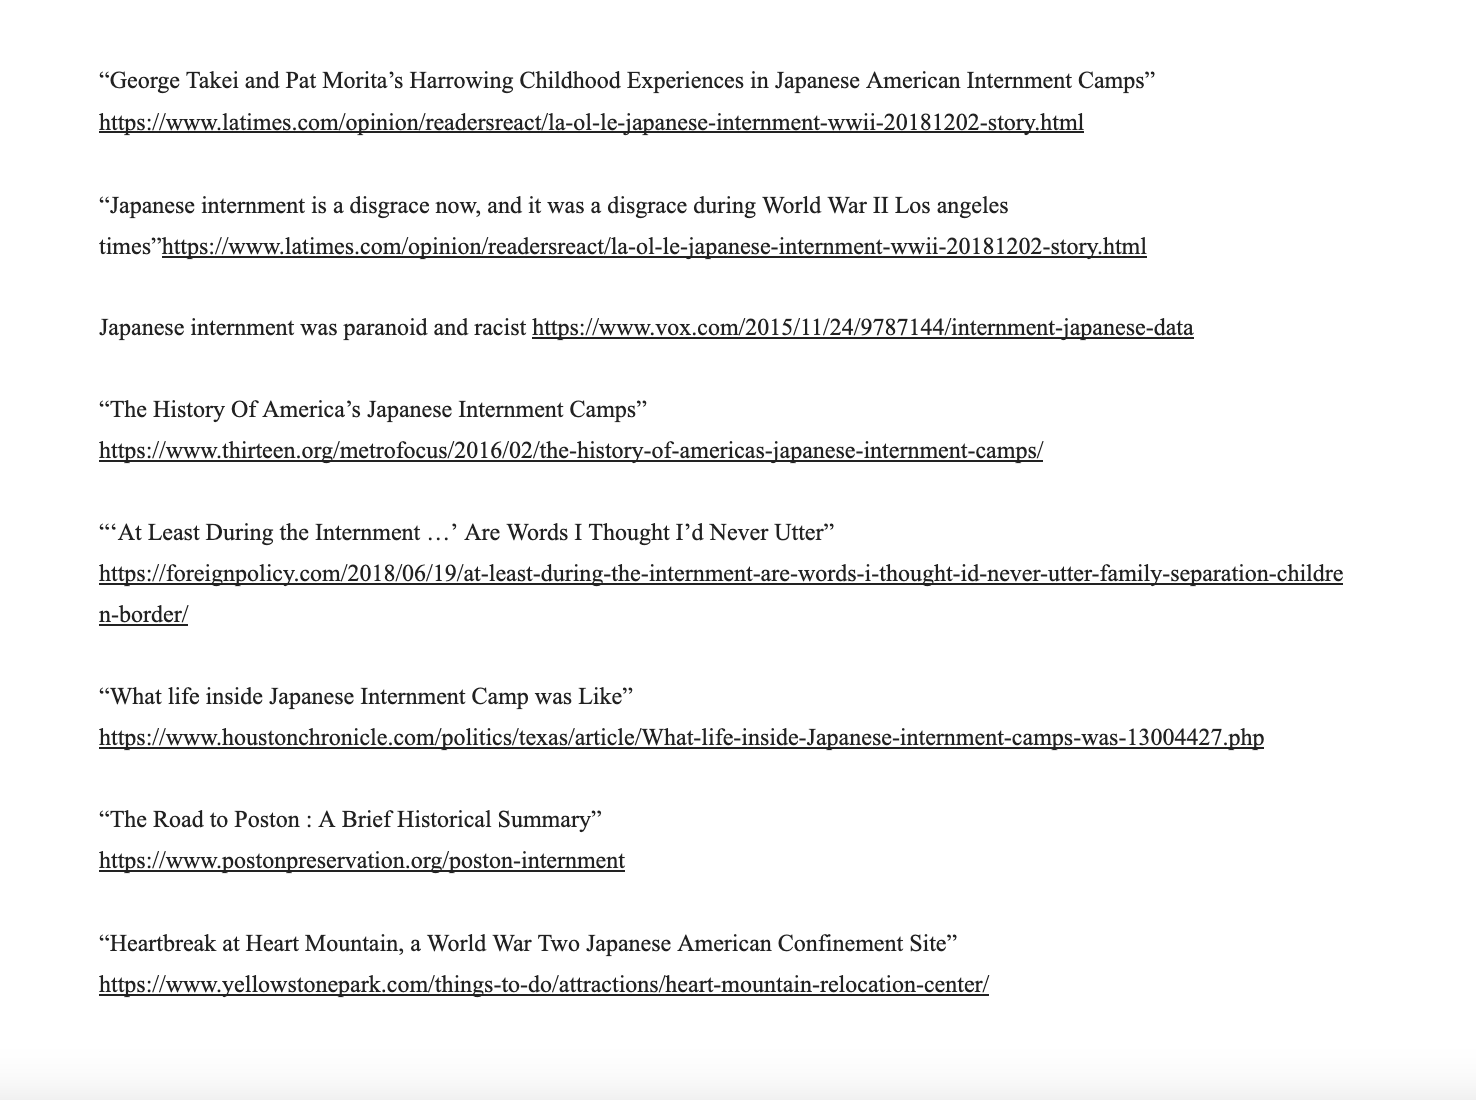 “George Takei and Pat Morita’s Harrowing Childhood Experiences in Japanese American Internment Camps”
https://www.latimes.com/opinion/readersreact/la-ol-le-japanese-internment-wwii-20181202-story.html
“Japanese internment is a disgrace now, and it was a disgrace during World War II Los angeles
times”https://www.latimes.com/opinion/readersreact/la-ol-le-japanese-internment-wwii-20181202-story.html
Japanese internment was paranoid and racist https://www.vox.com/2015/11/24/9787144/internment-japanese-data
“The History Of America’s Japanese Internment Camps”
https://www.thirteen.org/metrofocus/2016/02/the-history-of-americas-japanese-internment-camps/
“‘At Least During the Internment …’ Are Words I Thought I’d Never Utter”
https://foreignpolicy.com/2018/06/19/at-least-during-the-internment-are-words-i-thought-id-never-utter-family-separation-childre
n-border/
“What life inside Japanese Internment Camp was Like”
https://www.houstonchronicle.com/politics/texas/article/What-life-inside-Japanese-internment-camps-was-13004427.php
“The Road to Poston : A Brief Historical Summary”
https://www.postonpreservation.org/poston-internment
“Heartbreak at Heart Mountain, a World War Two Japanese American Confinement Site”
https://www.yellowstonepark.com/things-to-do/attractions/heart-mountain-relocation-center/